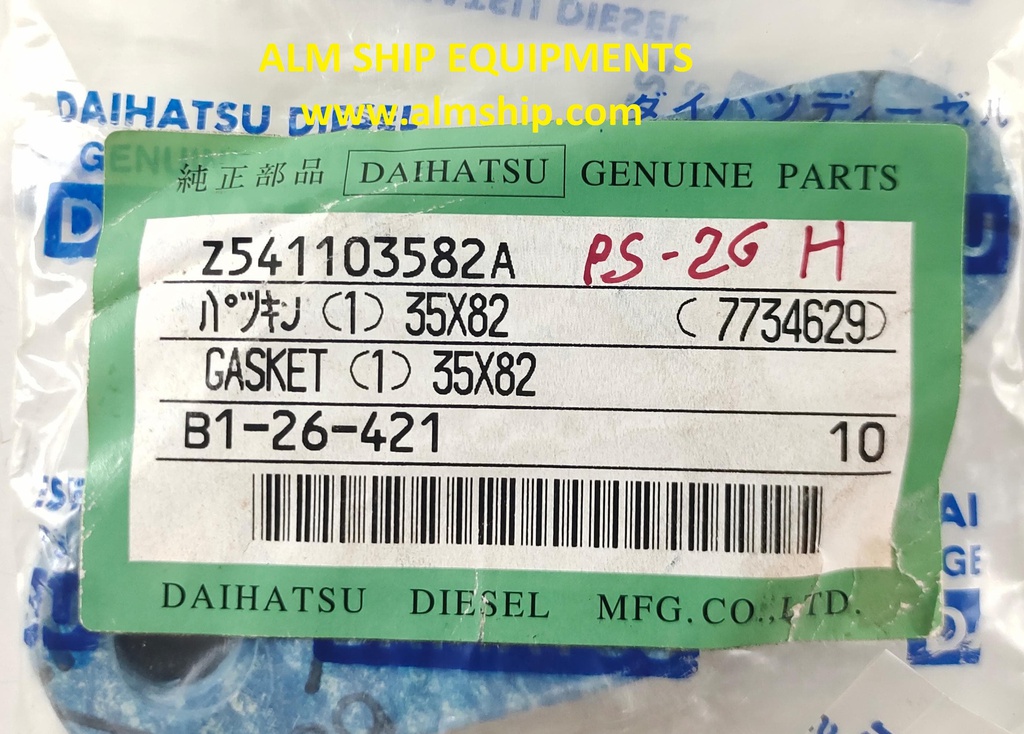 ALM SHIP EQUIPMENTS
www.almship.com
DAIHATSU DIESEL ダイハツディーゼル
純正部品 DAIHATSU GENUINE PARTS
Z541103582A PS-26 H
パツキン (1) 35X82 (7734629)
GASKET (1) 35X82
B1-26-421 10
DAIHATSU DIESEL MFG.CO.,LTD.